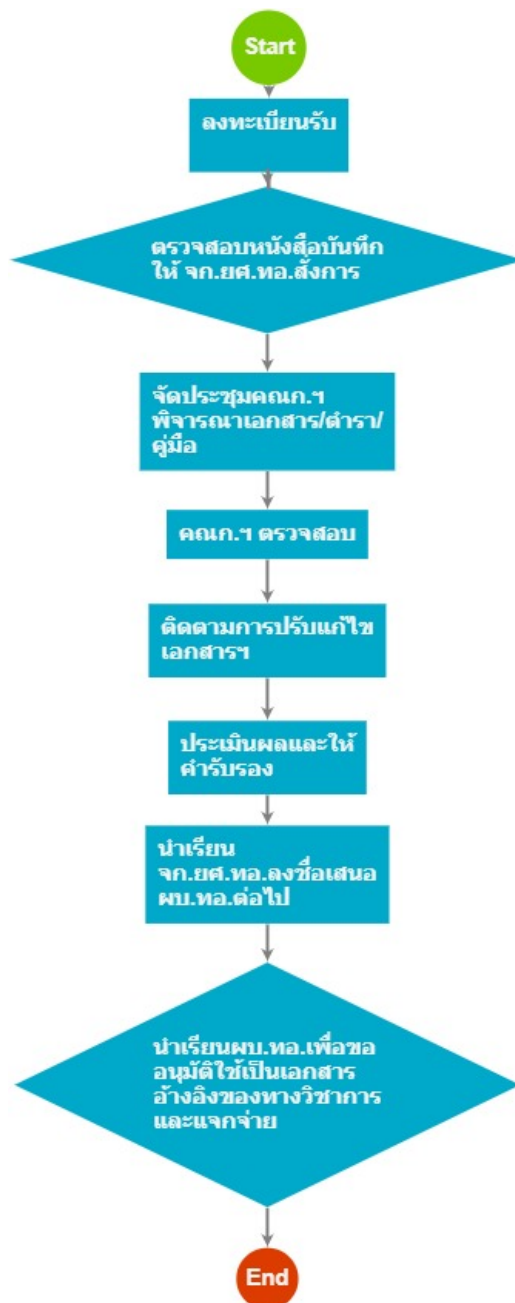 Start
ลงทะเบียนรับ
ตรวจสอบหนังสือบันทึก
ให้ จก.ยศ.ทอ.สั่งการ
จัดประชุมคณก.ฯ
พิจารณาเอกสาร/ตำรา/
คู่มือ
คณก.ฯ ตรวจสอบ
ติดตามการปรับแก้ไข
เอกสารฯ
ประเมินผลและให้
คำรับรอง
นำเรียน
จก.ยศ.ทอ.ลงชื่อเสนอ
ผบ.ทอ.ต่อไป
นำเรียนผบ.ทอ.เพื่อขอ
อนุมัติใช้เป็นเอกสาร
อ้างอิงของทางวิชาการ
และแจกจ่าย
End